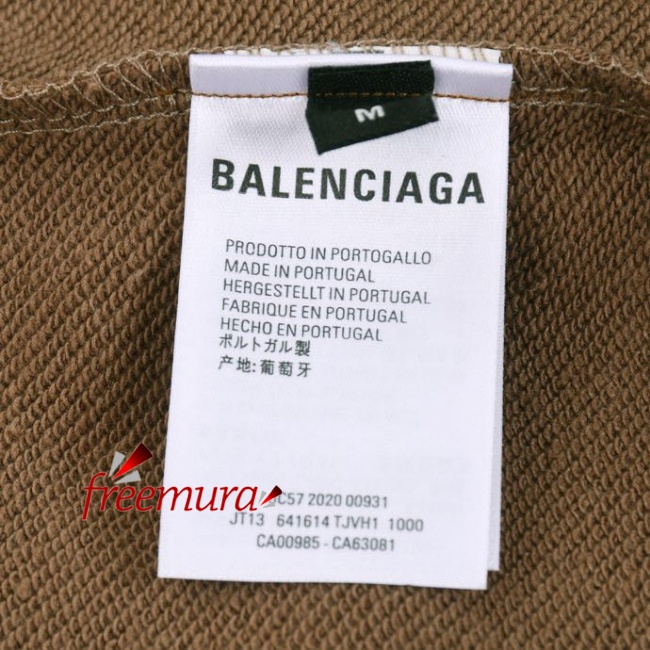 M
BALENCIAGA
PRODOTTO IN PORTOGALLO
MADE IN PORTUGAL
HERGESTELLT IN PORTUGAL
FABRIQUE EN PORTUGAL
HECHO EN PORTUGAL
ポルトガル製
产地:葡萄牙
freemura
C57 2020 00931
JT13 641614 TJVH1 1000
CA00985 - CA63081